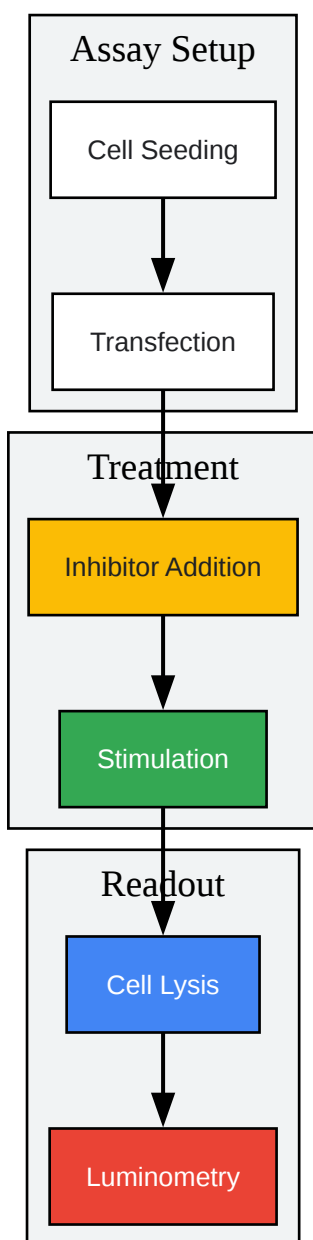 Assay Setup
Cell Seeding
Transfection
Treatment
Inhibitor Addition
Stimulation
Readout
Cell Lysis
Luminometry